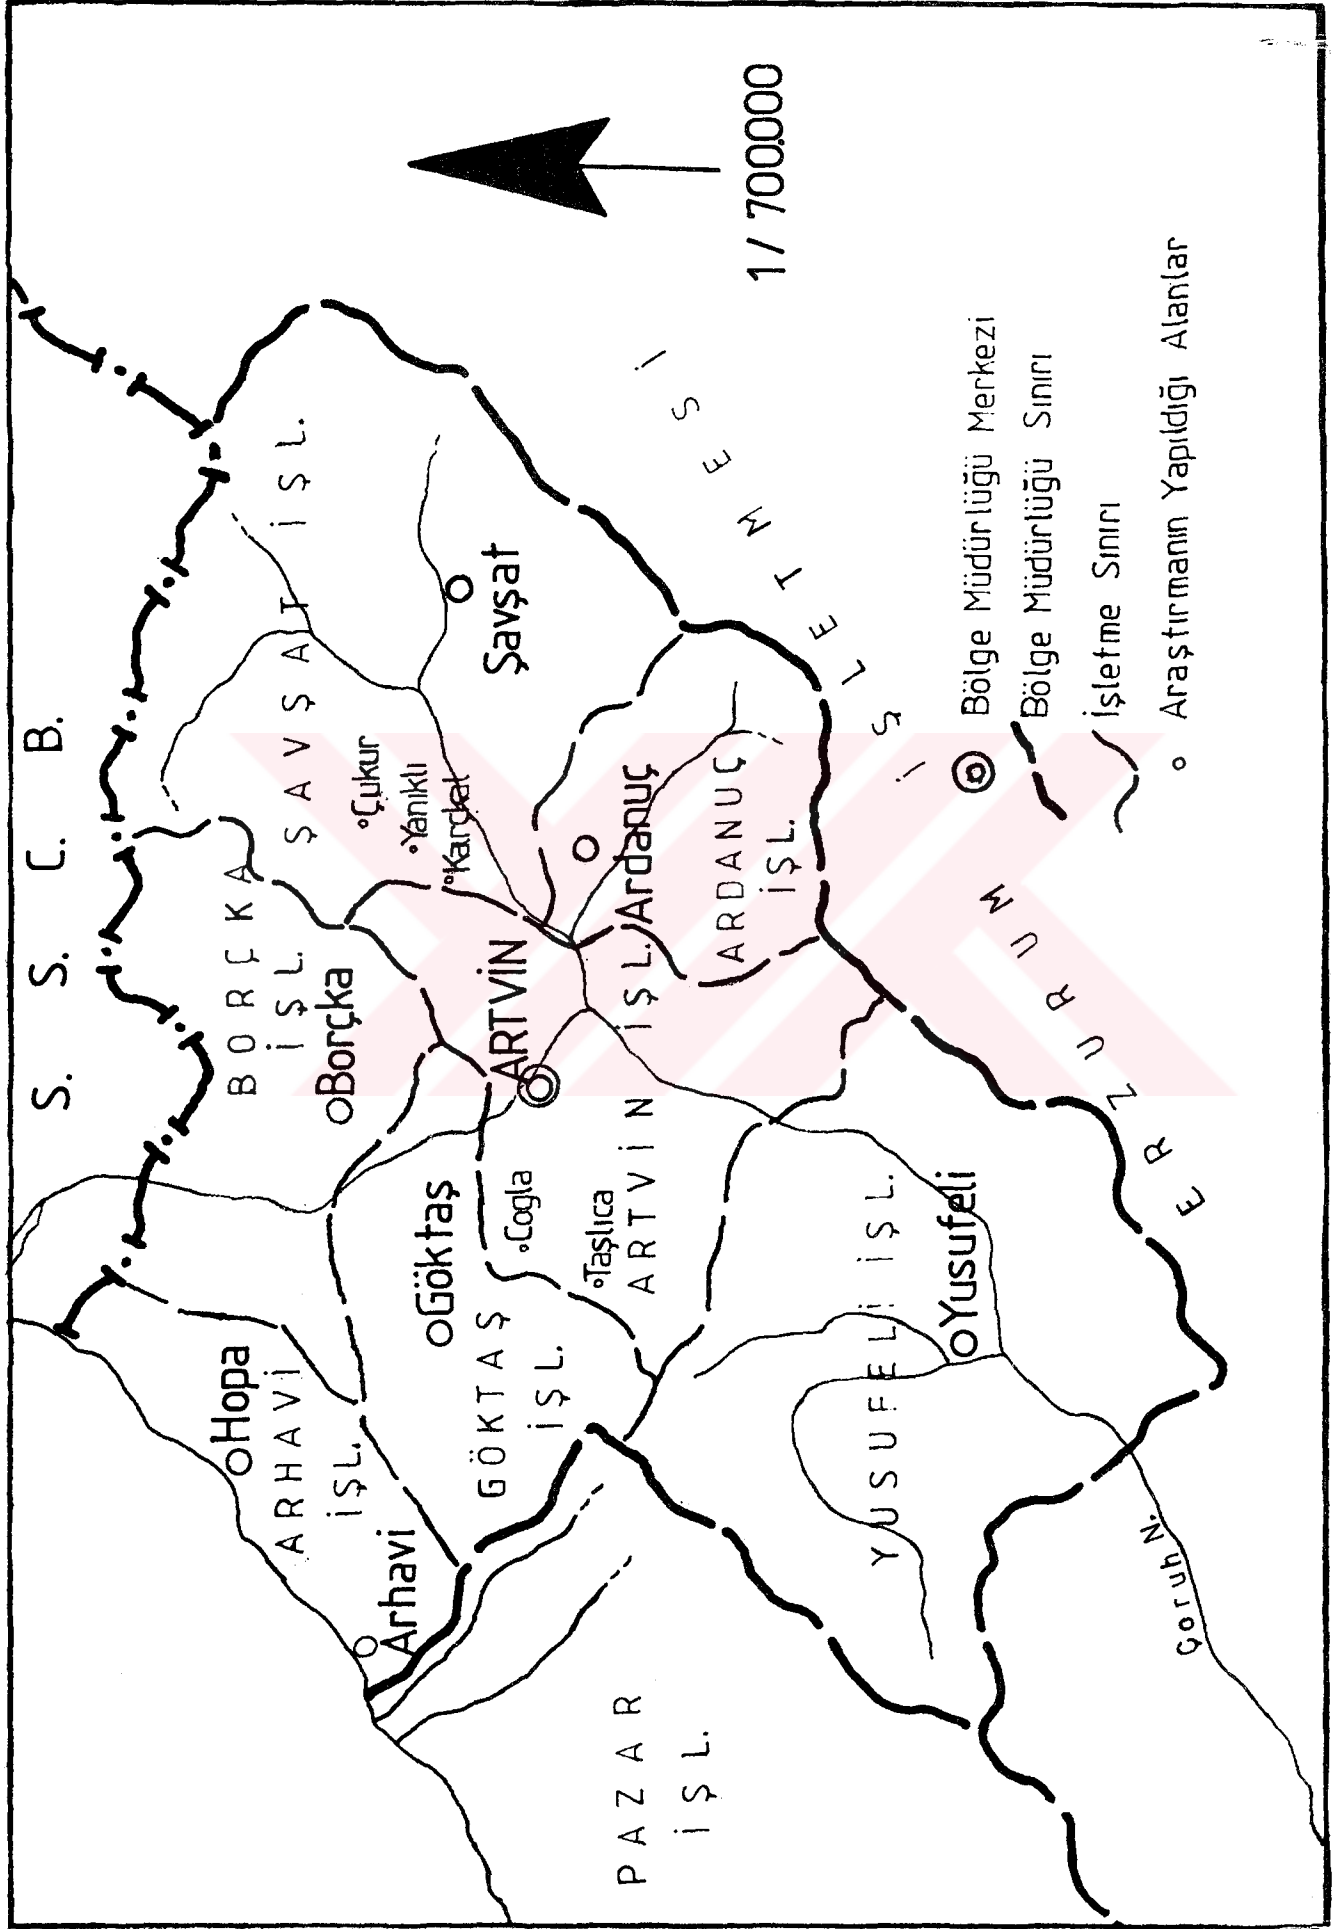 S. S. C. B.
BORÇKA
İŞL.
Borçka
ŞAVŞAT İŞL.
Şavşat
Çukur
Yanıklı
Hopa
ARHAVİ
İŞL.
Arhavi
Göktaş
GÖKTAŞ
İŞL.
ARTVİN
Cogla
Taşlıca
ARTVİN İŞL.
Ardanuç
ARDANUÇ
İŞL.
PAZAR
İŞL.
YUSUFELİ İŞL.
Yusufeli
Çoruh N.
ERZURUM İŞLETMESİ
1/ 700.000
Bölge Müdürlüğü Merkezi
Bölge Müdürlüğü Sınırı
İşletme Sınırı
Araştırmanın Yapıldığı Alanlar